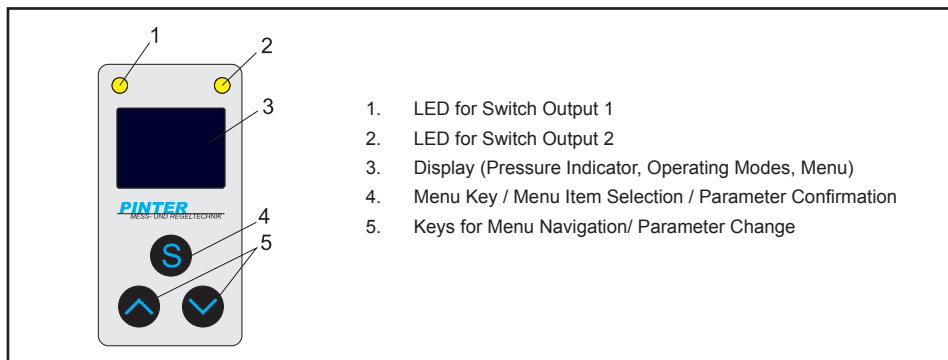 1
2
3
PINTER
MESS- UND REGELTECHNIK
4
5
S
1. LED for Switch Output 1
2. LED for Switch Output 2
3. Display (Pressure Indicator, Operating Modes, Menu)
4. Menu Key / Menu Item Selection / Parameter Confirmation
5. Keys for Menu Navigation/ Parameter Change